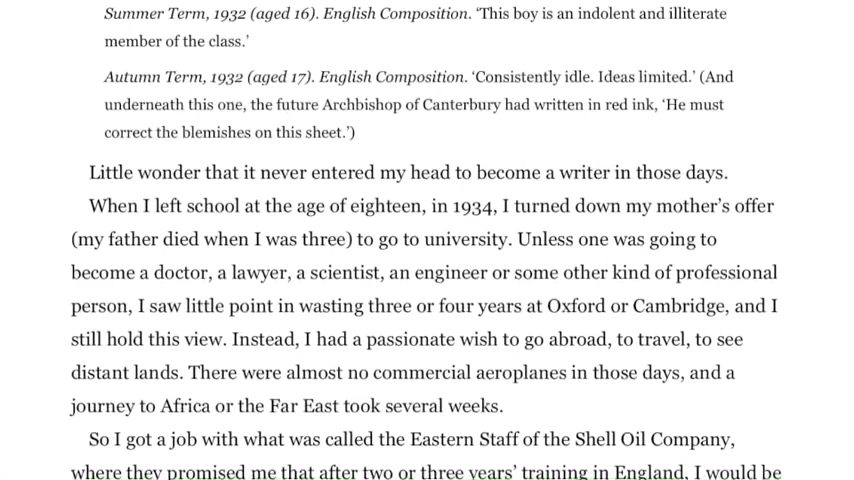 Summer Term, 1932 (aged 16). English Composition. ‘This boy is an indolent and illiterate
member of the class.’
Autumn Term, 1932 (aged 17). English Composition. ‘Consistently idle. Ideas limited.’ (And
underneath this one, the future Archbishop of Canterbury had written in red ink, ‘He must
correct the blemishes on this sheet.’)
Little wonder that it never entered my head to become a writer in those days.
When I left school at the age of eighteen, in 1934, I turned down my mother’s offer
(my father died when I was three) to go to university. Unless one was going to
become a doctor, a lawyer, a scientist, an engineer or some other kind of professional
person, I saw little point in wasting three or four years at Oxford or Cambridge, and I
still hold this view. Instead, I had a passionate wish to go abroad, to travel, to see
distant lands. There were almost no commercial aeroplanes in those days, and a
journey to Africa or the Far East took several weeks.
So I got a job with what was called the Eastern Staff of the Shell Oil Company,
where they promised me that after two or three years’ training in England, I would be